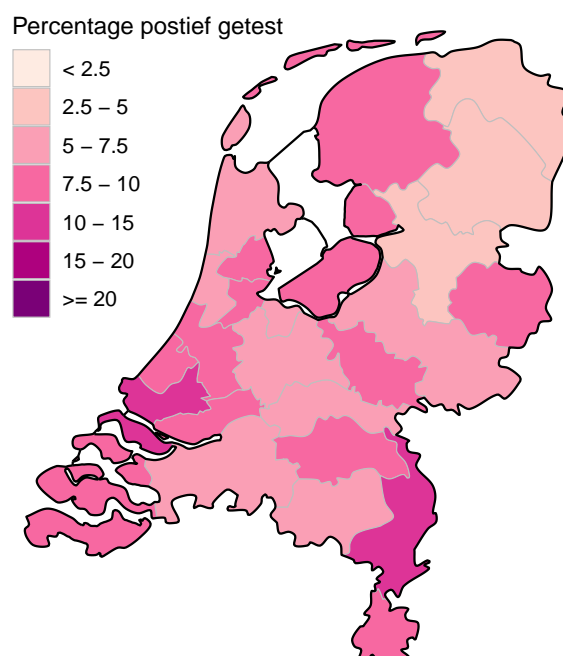 Percentage postief getest
< 2.5
2.5 – 5
5 – 7.5
7.5 – 10
10 – 15
15 – 20
>= 20